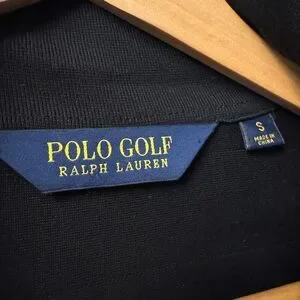 POLO GOLF
RALPH LAUREN
S
MADE IN
CHINA